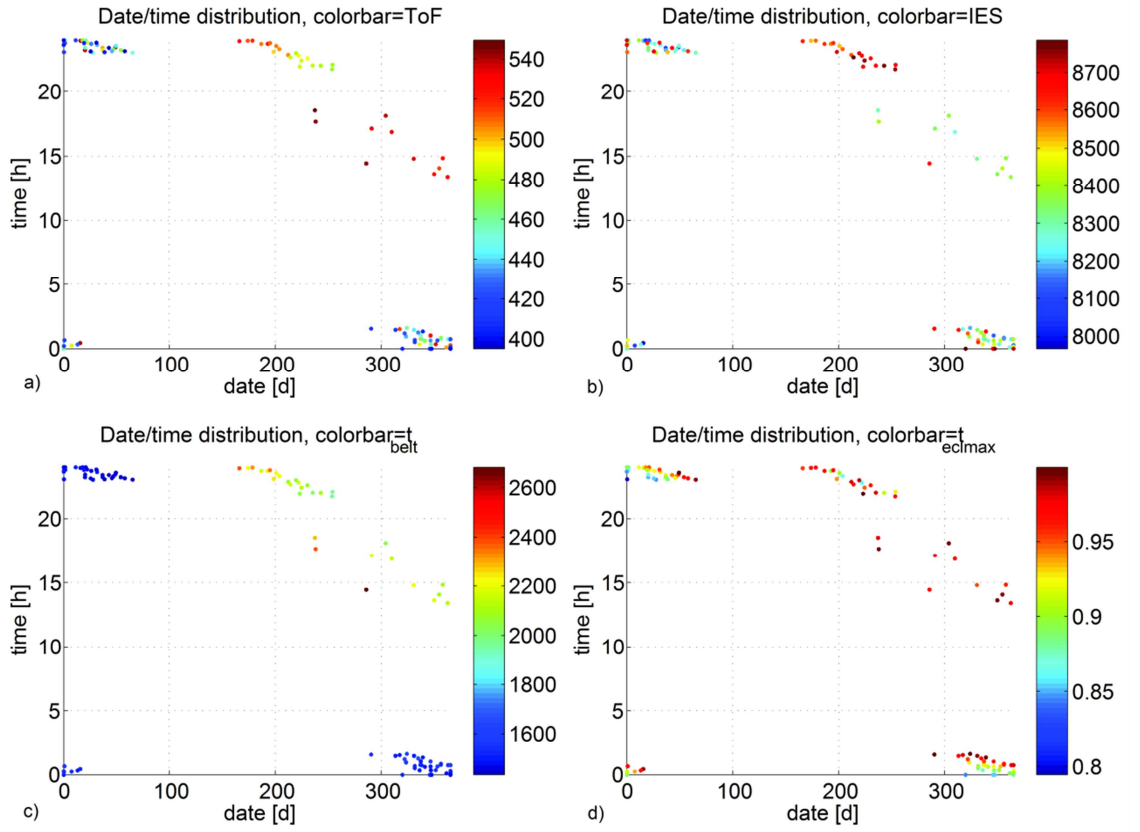 Date/time distribution, colorbar=ToF
time [h]
20
15
10
5
0
0 100 200 300
date [d]
540
520
500
480
460
440
420
400
a)
Date/time distribution, colorbar=IES
time [h]
20
15
10
5
0
0 100 200 300
date [d]
8700
8600
8500
8400
8300
8200
8100
8000
b)
Date/time distribution, colorbar=t_belt
time [h]
20
15
10
5
0
0 100 200 300
date [d]
2600
2400
2200
2000
1800
1600
c)
Date/time distribution, colorbar=t_eclmax
time [h]
20
15
10
5
0
0 100 200 300
date [d]
0.95
0.9
0.85
0.8
d)